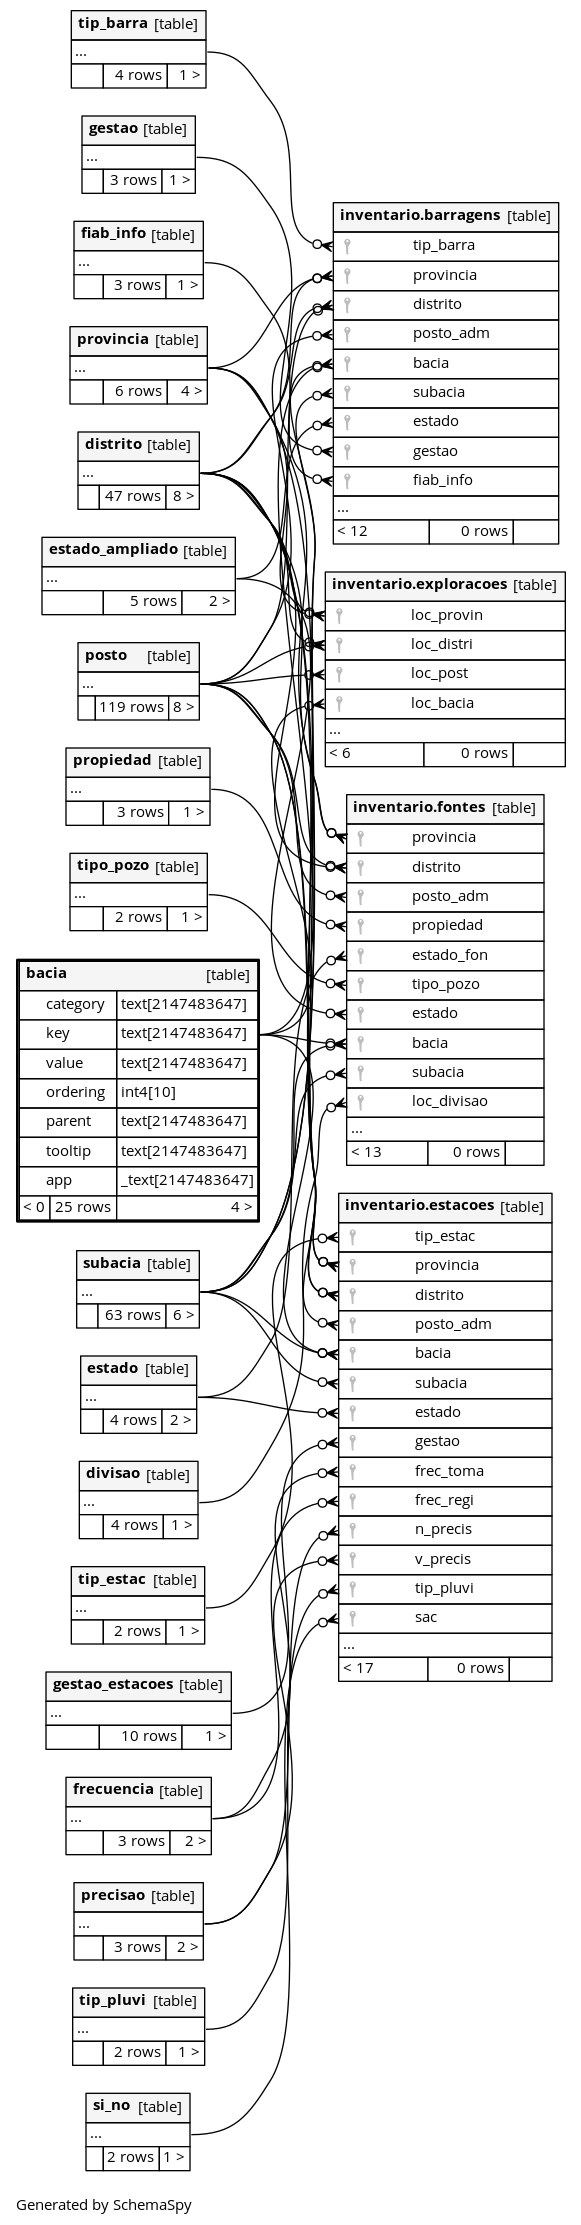 tip_barra [table]
...
4 rows 1 >
gestao [table]
...
3 rows 1 >
fiab_info [table]
...
3 rows 1 >
provincia [table]
...
6 rows 4 >
distrito [table]
...
47 rows 8 >
estado_ampliado [table]
...
5 rows 2 >
posto [table]
...
119 rows 8 >
propiedad [table]
...
3 rows 1 >
tipo_pozo [table]
...
2 rows 1 >
bacia [table]
category text[2147483647]
key text[2147483647]
value text[2147483647]
ordering int4[10]
parent text[2147483647]
tooltip text[2147483647]
app _text[2147483647]
< 0 25 rows 4 >
subacia [table]
...
63 rows 6 >
estado [table]
...
4 rows 2 >
divisao [table]
...
4 rows 1 >
tip_estac [table]
...
2 rows 1 >
gestao_estacoes [table]
...
10 rows 1 >
frecuencia [table]
...
3 rows 2 >
precisao [table]
...
3 rows 2 >
tip_pluvi [table]
...
2 rows 1 >
si_no [table]
...
2 rows 1 >
inventario.barragens [table]
tip_barra
provincia
distrito
posto_adm
bacia
subacia
estado
gestao
fiab_info
...
< 12 0 rows
inventario.exploracoes [table]
loc_provin
loc_distri
loc_post
loc_bacia
...
< 6 0 rows
inventario.fontes [table]
provincia
distrito
posto_adm
propiedad
estado_fon
tipo_pozo
estado
bacia
subacia
loc_divisao
...
< 13 0 rows
inventario.estacoes [table]
tip_estac
provincia
distrito
posto_adm
bacia
subacia
estado
gestao
frec_toma
frec_regi
n_precis
v_precis
tip_pluvi
sac
...
< 17 0 rows
Generated by SchemaSpy